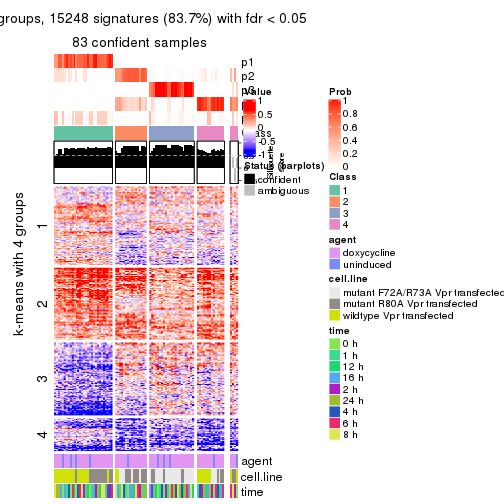 groups, 15248 signatures (83.7%) with fdr < 0.05
83 confident samples
p1
p2
Value
1
0.5
0
-0.5
-1
Status (barplots)
confident
ambiguous
Silhouette
score
Prob
1
0.8
0.6
0.4
0.2
0
Class
1
2
3
4
agent
doxycycline
uninduced
cell.line
mutant F72A/R73A Vpr transfected
mutant R80A Vpr transfected
wildtype Vpr transfected
time
0 h
1 h
12 h
16 h
2 h
24 h
4 h
6 h
8 h
k-means with 4 groups
1
2
3
4
agent
cell.line
time